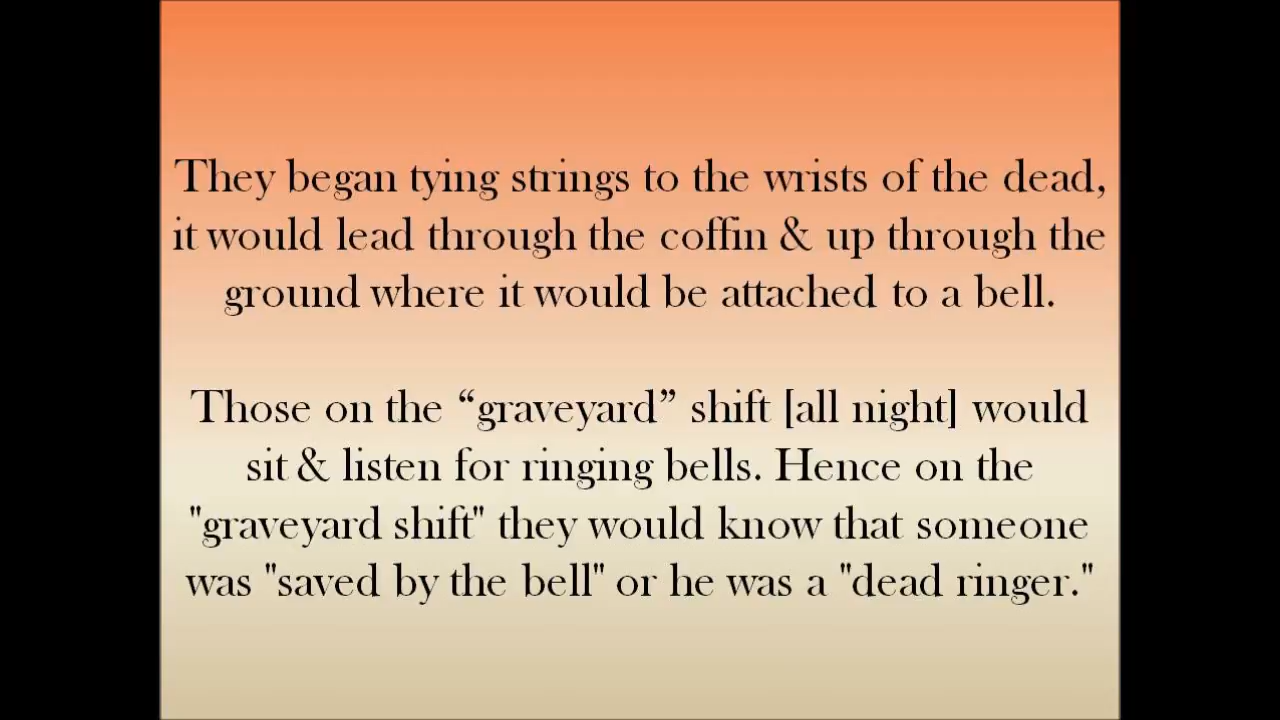 They began tying strings to the wrists of the dead,
it would lead through the coffin & up through the
ground where it would be attached to a bell.
Those on the “graveyard” shift [all night] would
sit & listen for ringing bells. Hence on the
"graveyard shift" they would know that someone
was "saved by the bell" or he was a "dead ringer."